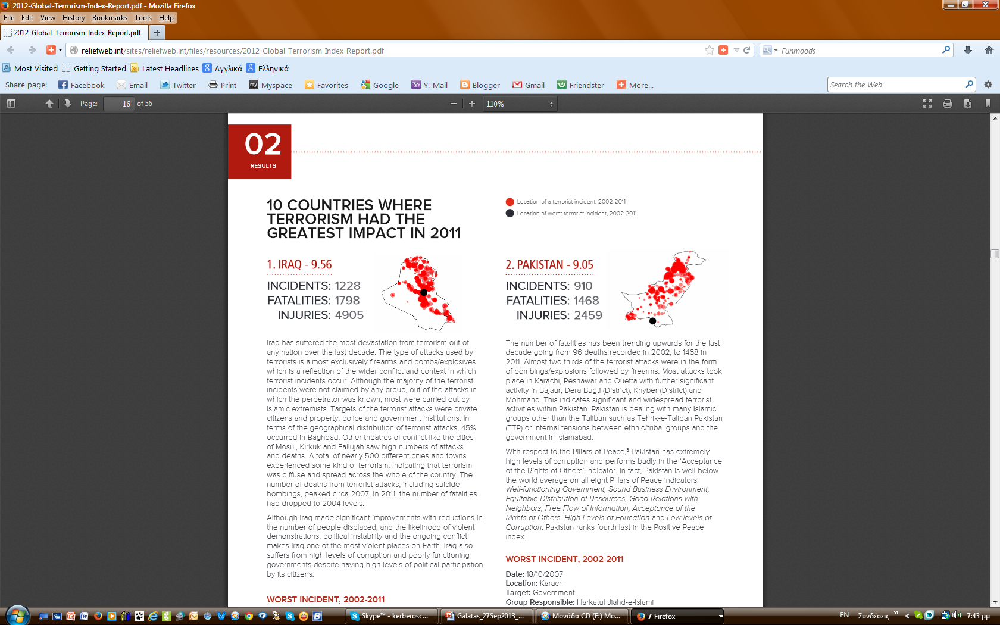 2012-Global-Terrorism-Index-Report.pdf - Mozilla Firefox
File Edit View History Bookmarks Tools Help
2012-Global-Terrorism-Index-Report.pdf
reliefweb.int/sites/reliefweb.int/files/resources/2012-Global-Terrorism-Index-Report.pdf
Funmoods
Most Visited Getting Started Latest Headlines Αγγλικά Ελληνικά
Share page: Facebook Email Twitter Print Myspace Favorites Google Y! Mail Blogger Gmail Friendster More...
Search the Web
Page: 16 of 56
110%
02
RESULTS
10 COUNTRIES WHERE
TERRORISM HAD THE
GREATEST IMPACT IN 2011
Location of a terrorist incident, 2002-2011
Location of worst terrorist incident, 2002-2011
1. IRAQ - 9.56
INCIDENTS: 1228
FATALITIES: 1798
INJURIES: 4905
Iraq has suffered the most devastation from terrorism out of
any nation over the last decade. The type of attacks used by
terrorists is almost exclusively firearms and bombs/explosives
which is a reflection of the wider conflict and context in which
terrorist incidents occur. Although the majority of the terrorist
incidents were not claimed by any group, out of the attacks in
which the perpetrator was known, most were carried out by
Islamic extremists. Targets of the terrorist attacks were private
citizens and property, police and government institutions. In
terms of the geographical distribution of terrorist attacks, 45%
occurred in Baghdad. Other theatres of conflict like the cities
of Mosul, Kirkuk and Fallujah saw high numbers of attacks
and deaths. A total of nearly 500 different cities and towns
experienced some kind of terrorism, indicating that terrorism
was diffuse and spread across the whole of the country. The
number of deaths from terrorist attacks, including suicide
bombings, peaked circa 2007. In 2011, the number of fatalities
had dropped to 2004 levels.
Although Iraq made significant improvements with reductions in
the number of people displaced, and the likelihood of violent
demonstrations, political instability and the ongoing conflict
makes Iraq one of the most violent places on Earth. Iraq also
suffers from high levels of corruption and poorly functioning
governments despite having high levels of political participation
by its citizens.
WORST INCIDENT, 2002-2011
2. PAKISTAN - 9.05
INCIDENTS: 910
FATALITIES: 1468
INJURIES: 2459
The number of fatalities has been trending upwards for the last
decade going from 96 deaths recorded in 2002, to 1468 in
2011. Almost two thirds of the terrorist attacks were in the form
of bombings/explosions followed by firearms. Most attacks took
place in Karachi, Peshawar and Quetta with further significant
activity in Bajaur, Dera Bugti (District), Khyber (District) and
Mohmand. This indicates significant and widespread terrorist
activities within Pakistan. Pakistan is dealing with many Islamic
groups other than the Taliban such as Tehrik-e-Taliban Pakistan
(TTP) or internal tensions between ethnic/tribal groups and the
government in Islamabad.
With respect to the Pillars of Peace,⁸ Pakistan has extremely
high levels of corruption and performs badly in the ‘Acceptance
of the Rights of Others’ indicator. In fact, Pakistan is well below
the world average on all eight Pillars of Peace indicators:
Well-functioning Government, Sound Business Environment,
Equitable Distribution of Resources, Good Relations with
Neighbors, Free Flow of Information, Acceptance of the
Rights of Others, High Levels of Education and Low levels of
Corruption. Pakistan ranks fourth last in the Positive Peace
Index.
WORST INCIDENT, 2002-2011
Date: 18/10/2007
Location: Karachi
Target: Government
Group Responsible: Harkatul Jiahd-e-Islami
Skype™ - kerberosc... Galatas_27Sep2013_... Μονάδα CD (F:) Mo... 7 Firefox
EN Συνδέσεις » 7:43 μμ